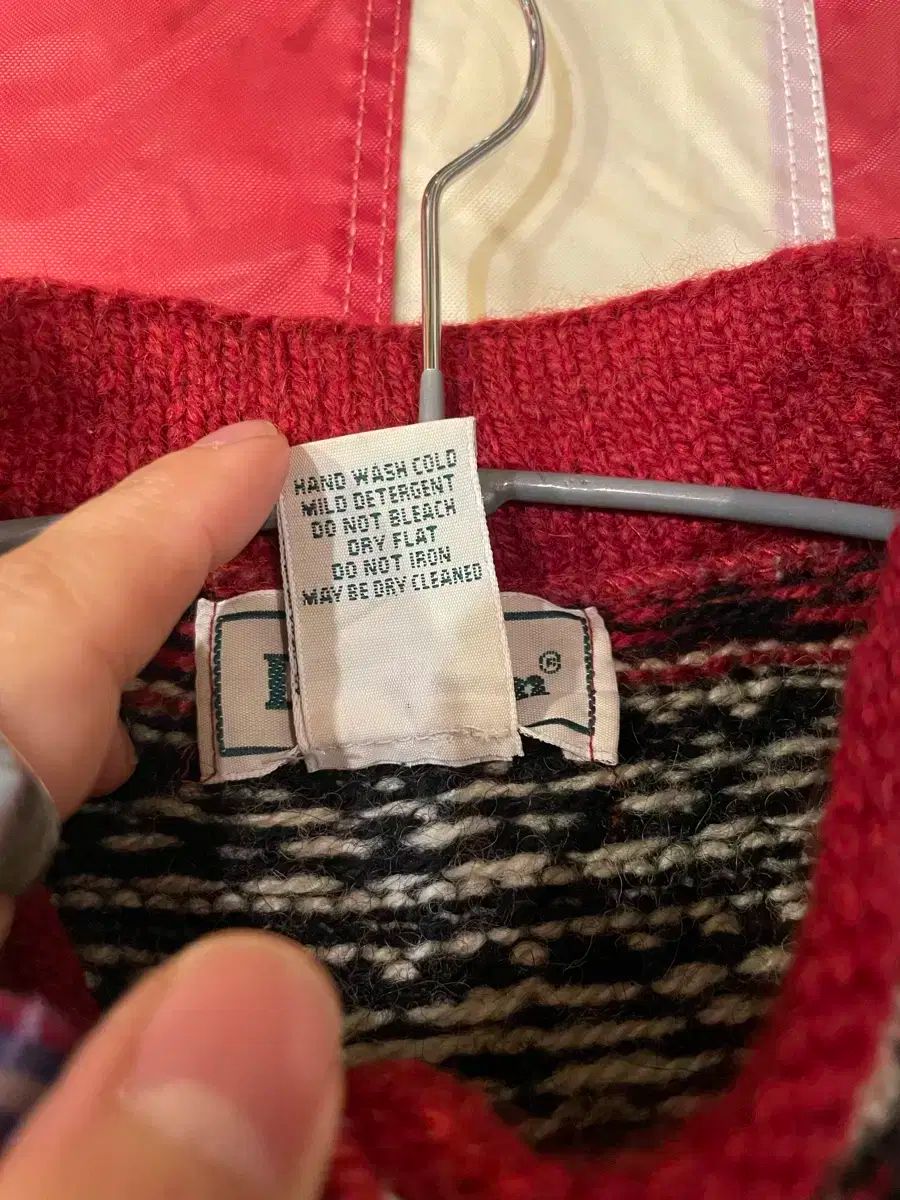 HAND WASH COLD
MILD DETERGENT
DO NOT BLEACH
DRY FLAT
DO NOT IRON
MAY BE DRY CLEANED
®